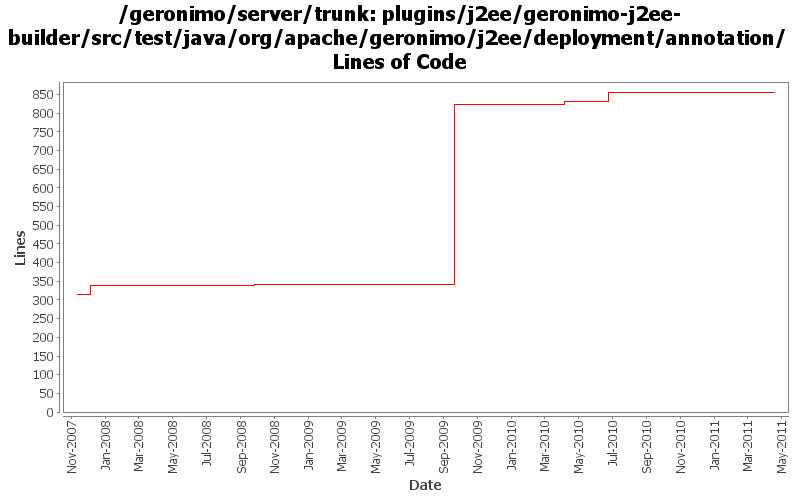 /geronimo/server/trunk: plugins/j2ee/geronimo-j2ee-
builder/src/test/java/org/apache/geronimo/j2ee/deployment/annotation/
Lines of Code
850
800
750
700
650
600
550
500
450
400
350
300
250
200
150
100
50
0
Lines
Nov-2007
Jan-2008
Mar-2008
May-2008
Jul-2008
Sep-2008
Nov-2008
Jan-2009
Mar-2009
May-2009
Jul-2009
Sep-2009
Nov-2009
Jan-2010
Mar-2010
May-2010
Jul-2010
Sep-2010
Nov-2010
Jan-2011
Mar-2011
May-2011
Date